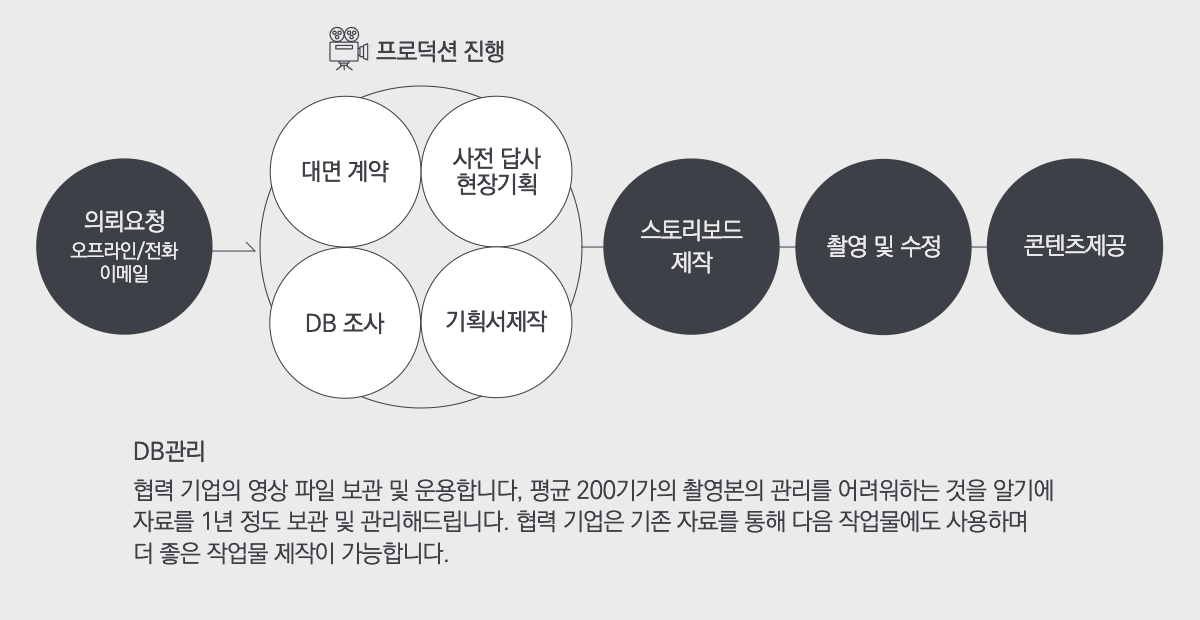 프로덕션 진행
의뢰요청
오프라인/전화
이메일
대면 계약
사전 답사
현장기획
DB 조사
기획서제작
스토리보드
제작
촬영 및 수정
콘텐츠제공
DB관리
협력 기업의 영상 파일 보관 및 운용합니다, 평균 200기가의 촬영본의 관리를 어려워하는 것을 알기에
자료를 1년 정도 보관 및 관리해드립니다. 협력 기업은 기존 자료를 통해 다음 작업물에도 사용하며
더 좋은 작업물 제작이 가능합니다.